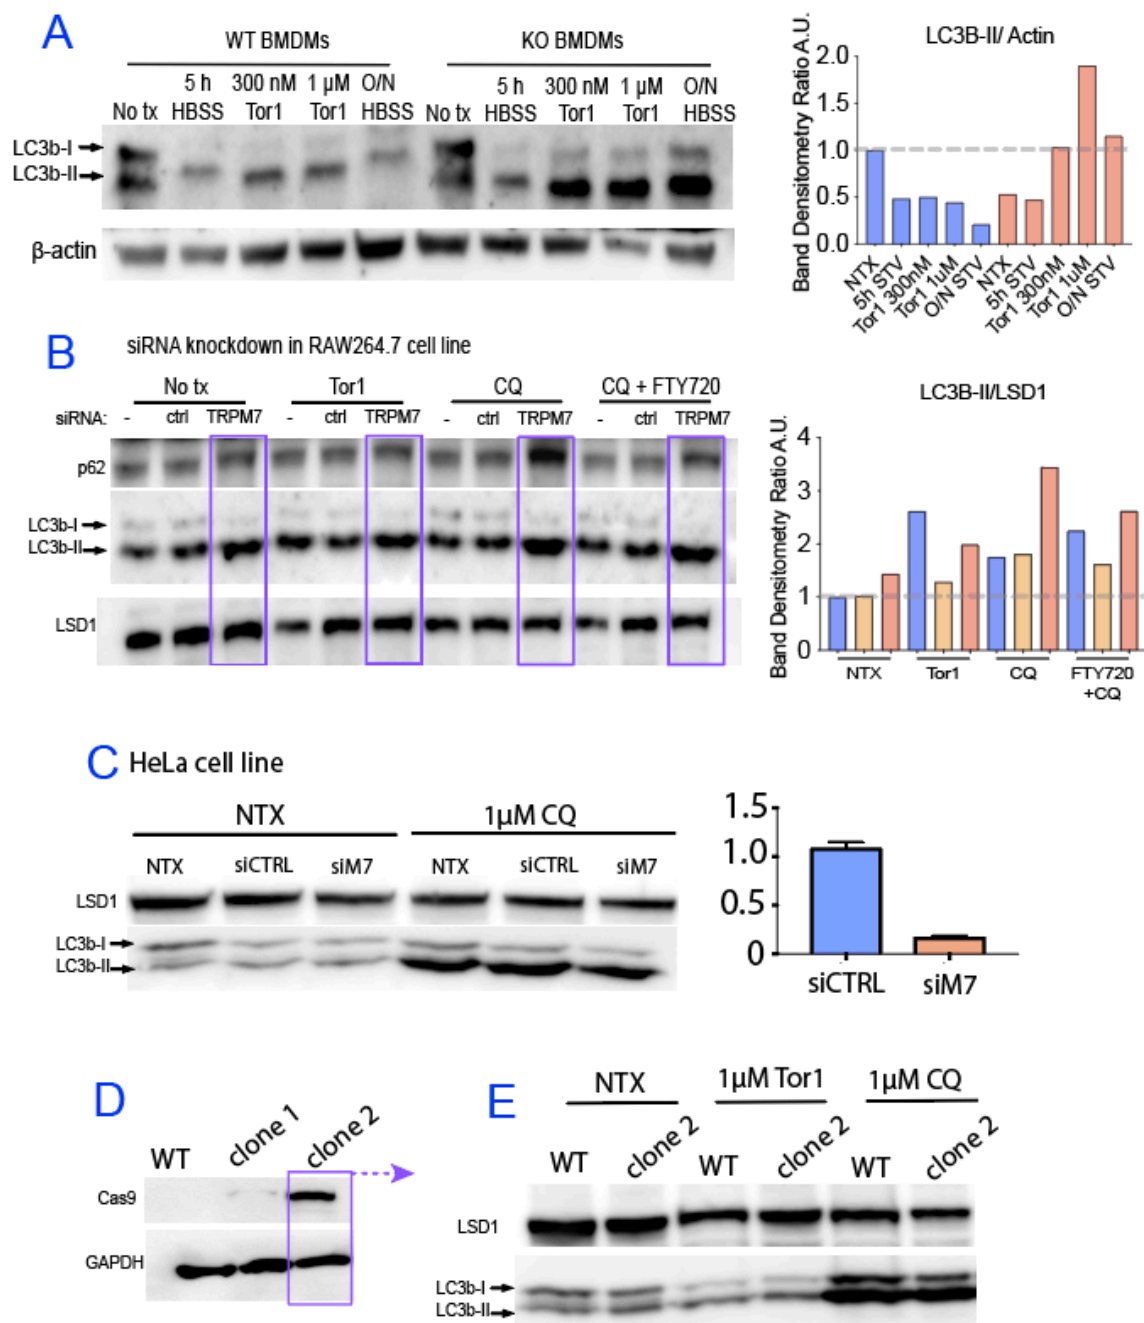 A
WT BMDMs
KO BMDMs
No tx
5 h
HBSS
300 nM
Tor1
1 µM
Tor1
O/N
HBSS
No tx
5 h
HBSS
300 nM
Tor1
1 µM
Tor1
O/N
HBSS
LC3b-I
LC3b-II
β-actin
LC3B-II/ Actin
Band Densitometry Ratio A.U.
2.0
1.5
1.0
0.5
0.0
NTX
5h STV
Tor1 300nM
Tor1 1uM
O/N STV
NTX
5h STV
Tor1 300nM
Tor1 1uM
O/N STV
B
siRNA knockdown in RAW264.7 cell line
No tx
Tor1
CQ
CQ + FTY720
siRNA:
- ctrl TRPM7 - ctrl TRPM7 - ctrl TRPM7 - ctrl TRPM7
p62
LC3b-I
LC3b-II
LSD1
LC3B-II/LSD1
Band Densitometry Ratio A.U.
4
3
2
1
0
NTX
Tor1
CQ
FTY720
+CQ
C
HeLa cell line
NTX
1µM CQ
NTX siCTRL siM7 NTX siCTRL siM7
LSD1
LC3b-I
LC3b-II
1.5
1.0
0.5
0
siCTRL
siM7
D
WT
clone 1
clone 2
Cas9
GAPDH
E
NTX
1µM Tor1
1µM CQ
WT
clone 2
WT
clone 2
WT
clone 2
LSD1
LC3b-I
LC3b-II